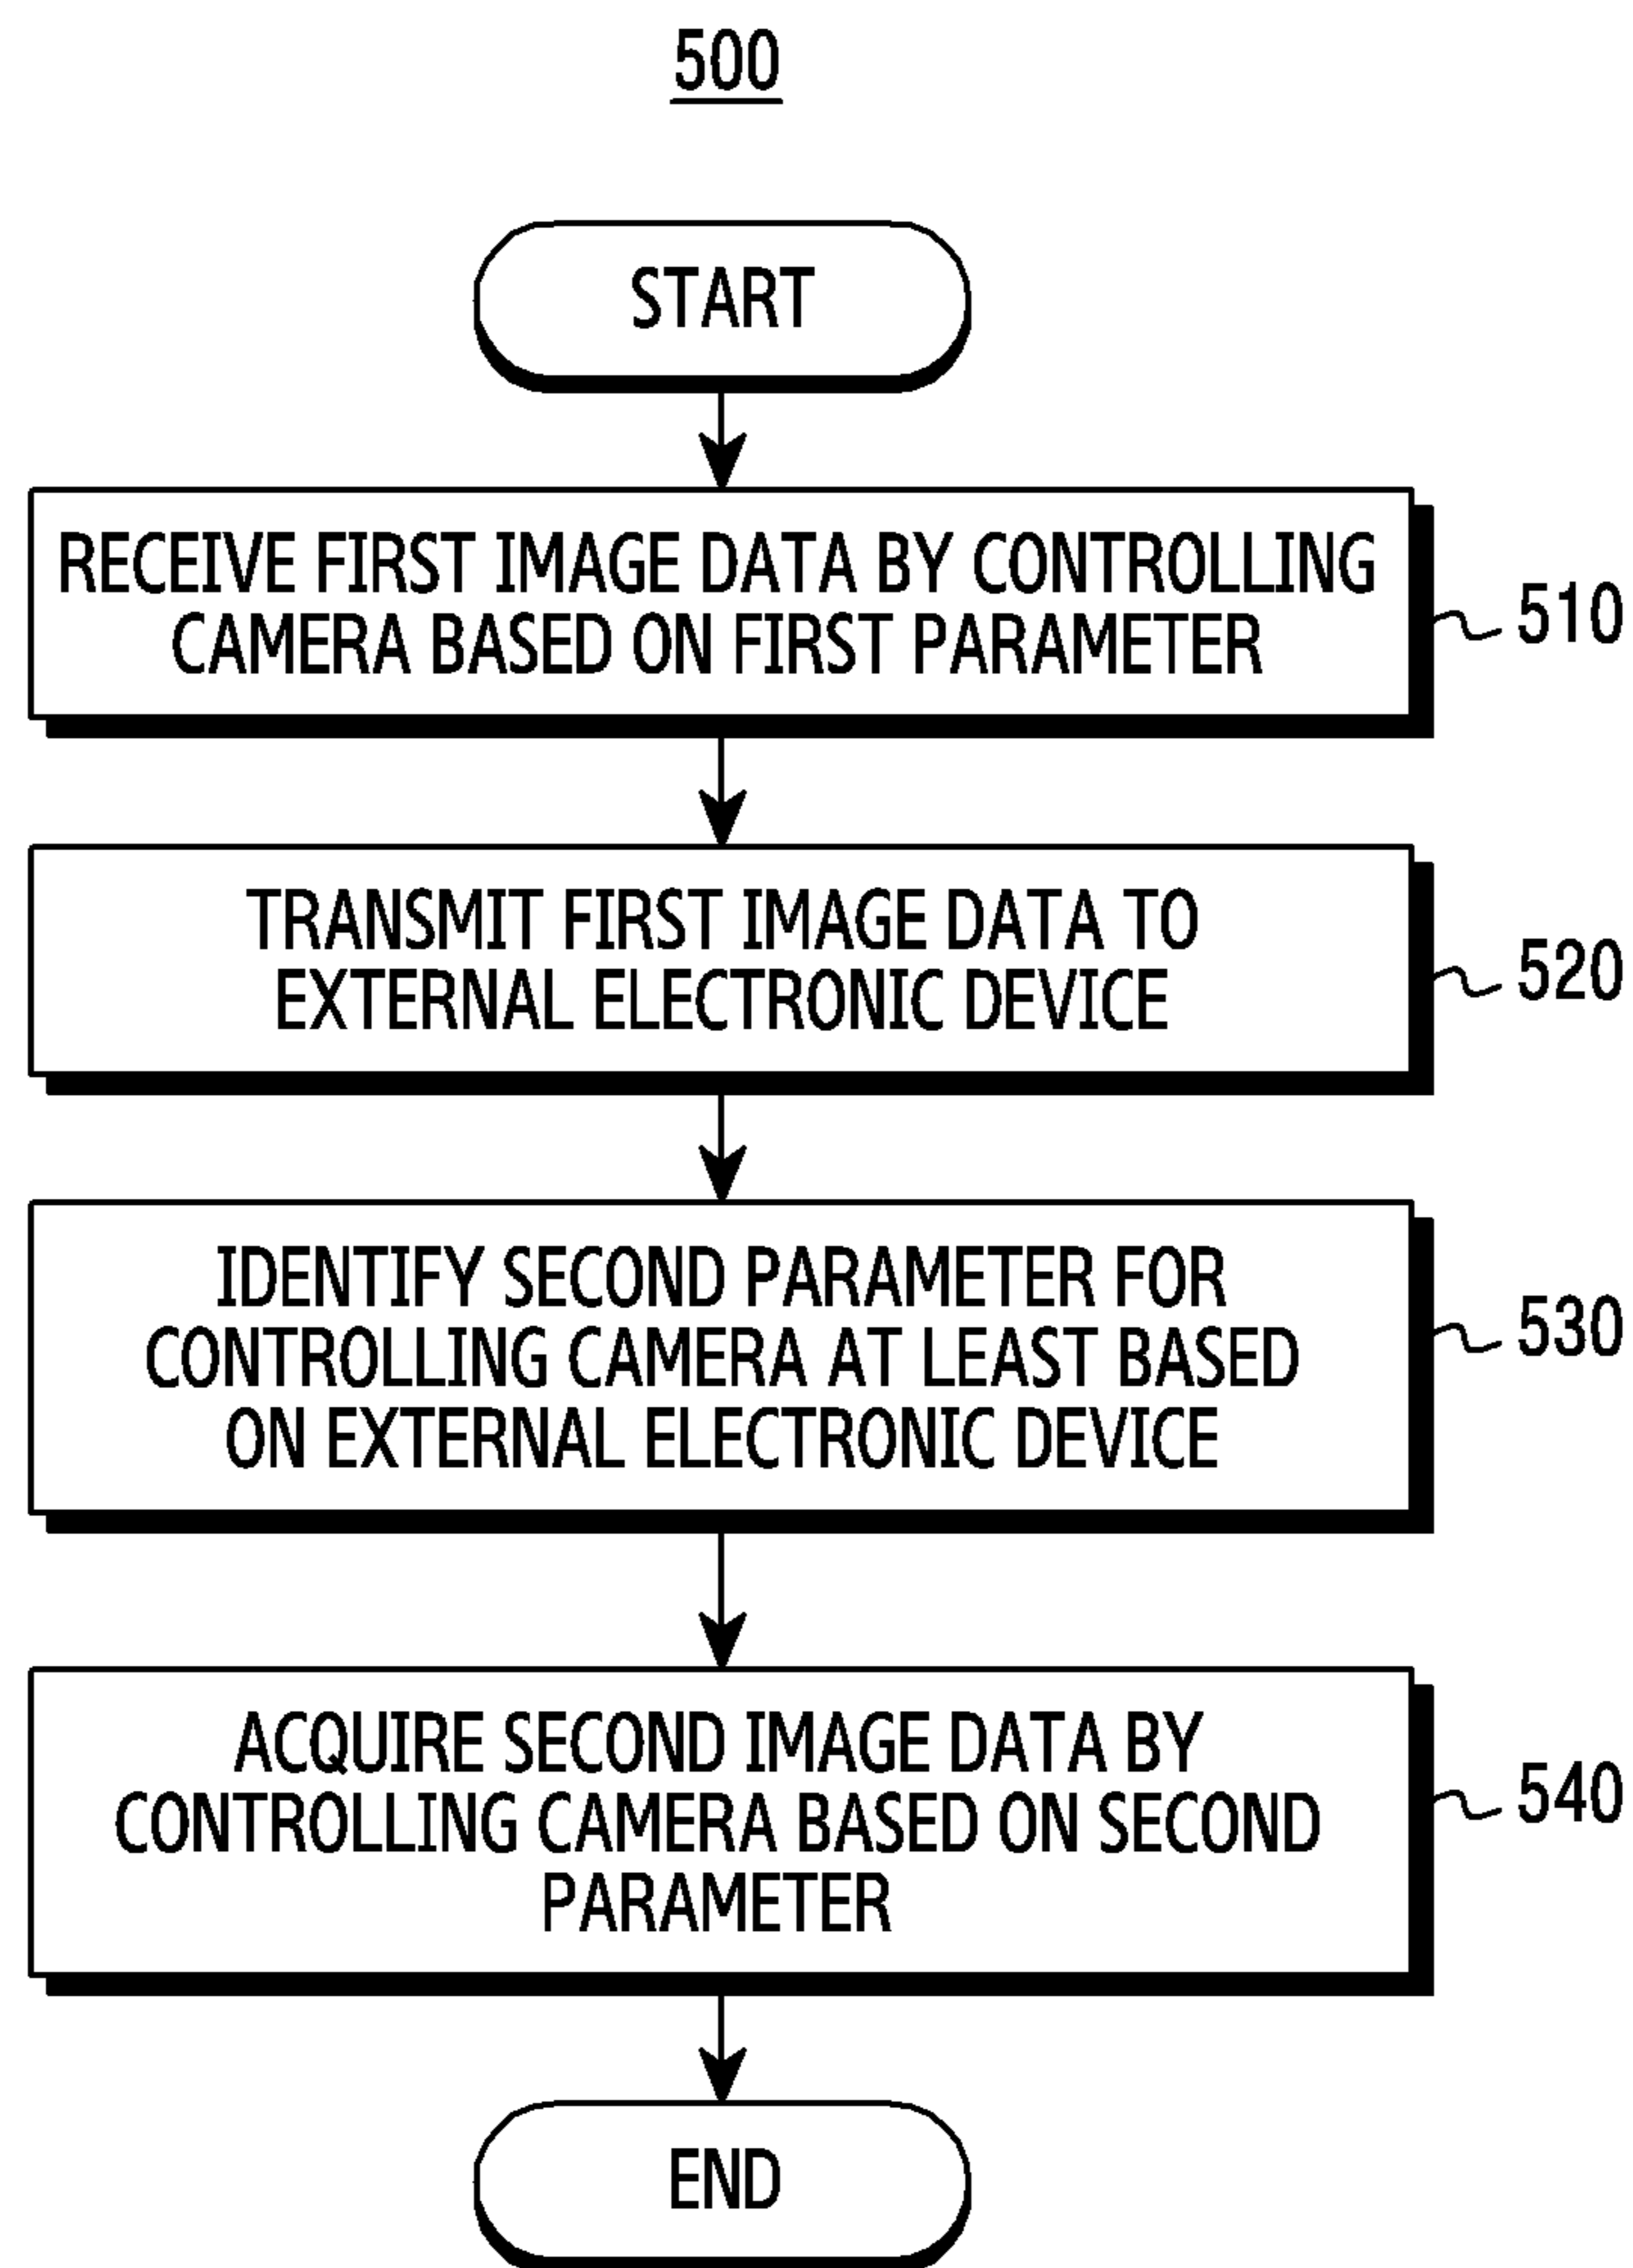 500
START
RECEIVE FIRST IMAGE DATA BY CONTROLLING
CAMERA BASED ON FIRST PARAMETER
510
TRANSMIT FIRST IMAGE DATA TO
EXTERNAL ELECTRONIC DEVICE
520
IDENTIFY SECOND PARAMETER FOR
CONTROLLING CAMERA AT LEAST BASED
ON EXTERNAL ELECTRONIC DEVICE
530
ACQUIRE SECOND IMAGE DATA BY
CONTROLLING CAMERA BASED ON SECOND
PARAMETER
540
END